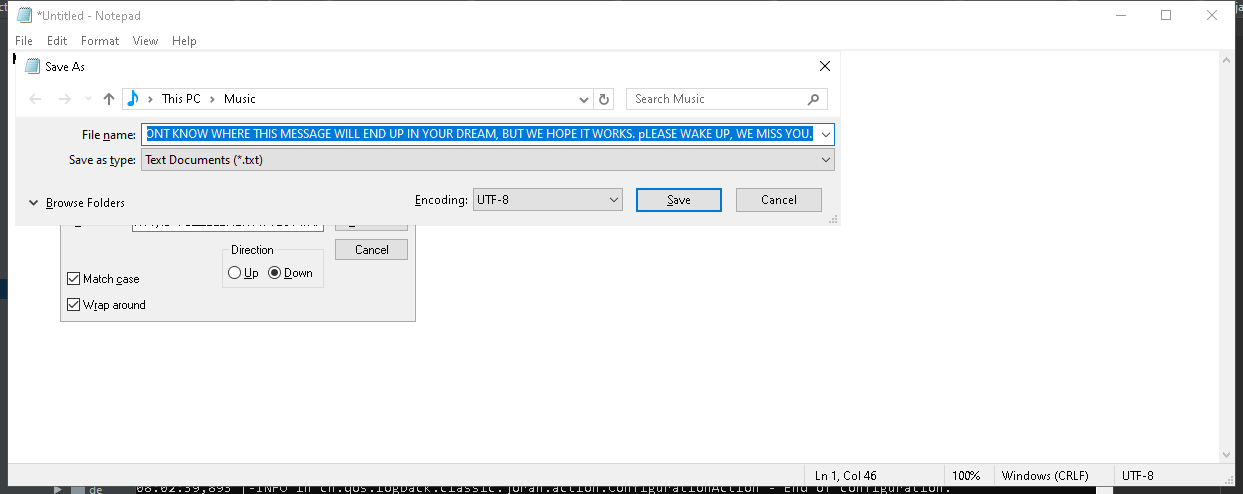 *Untitled - Notepad
File Edit Format View Help
Save As
This PC Music
Search Music
File name: ONT KNOW WHERE THIS MESSAGE WILL END UP IN YOUR DREAM, BUT WE HOPE IT WORKS. pLEASE WAKE UP, WE MISS YOU.
Save as type: Text Documents (*.txt)
Browse Folders
Encoding: UTF-8
Save
Cancel
Direction
Cancel
Up Down
Match case
Wrap around
Ln 1, Col 46 100% Windows (CRLF) UTF-8
de 08:02:39,893 |-INFO in ch.qos.logback.classic.joran.action.ConfigurationAction - End of configuration.